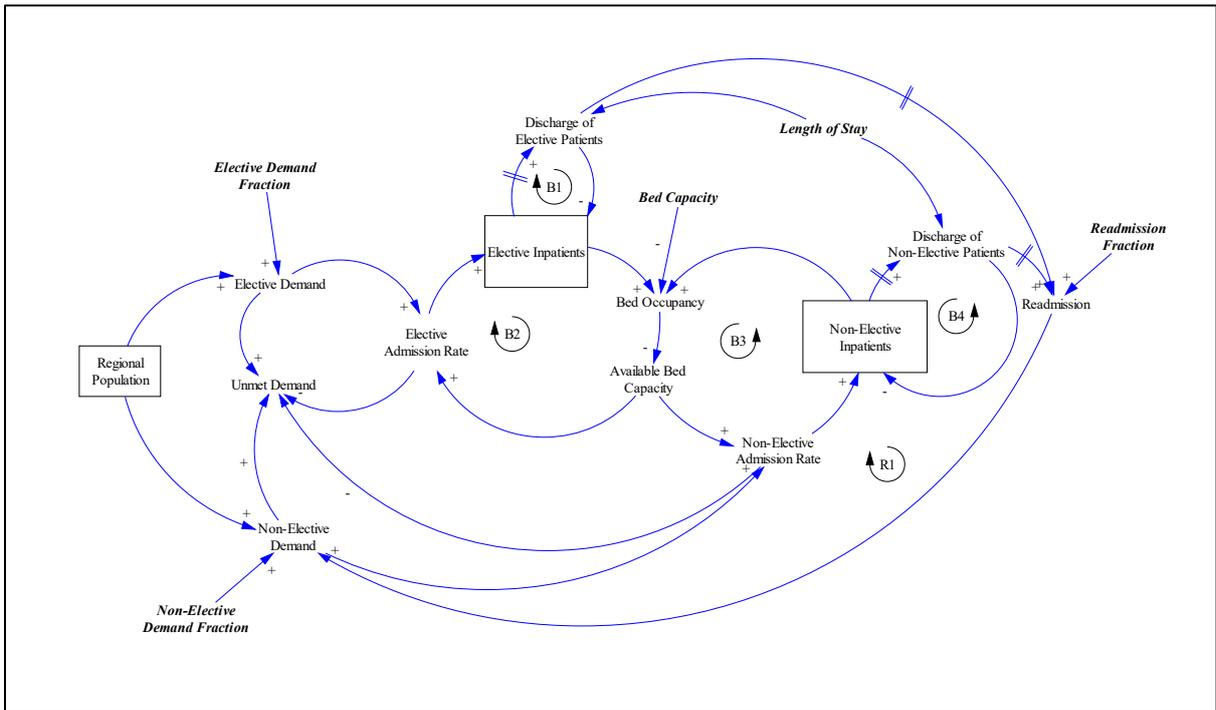 Discharge of
Elective Patients
Length of Stay
Elective Demand
Fraction
+
B1
-
Bed Capacity
Readmission
Fraction
Elective Inpatients
-
Discharge of
Non-Elective Patients
+
Elective Demand
+
+
+
+
+
+
+
Bed Occupancy
+
+
Readmission
+
Elective
Admission Rate
B2
-
B3
Non-Elective
Inpatients
B4
Regional
Population
+
Unmet Demand
-
+
Available Bed
Capacity
+
-
+
Non-Elective
Admission Rate
+
R1
+
-
+
Non-Elective
Demand
+
+
Non-Elective
Demand Fraction